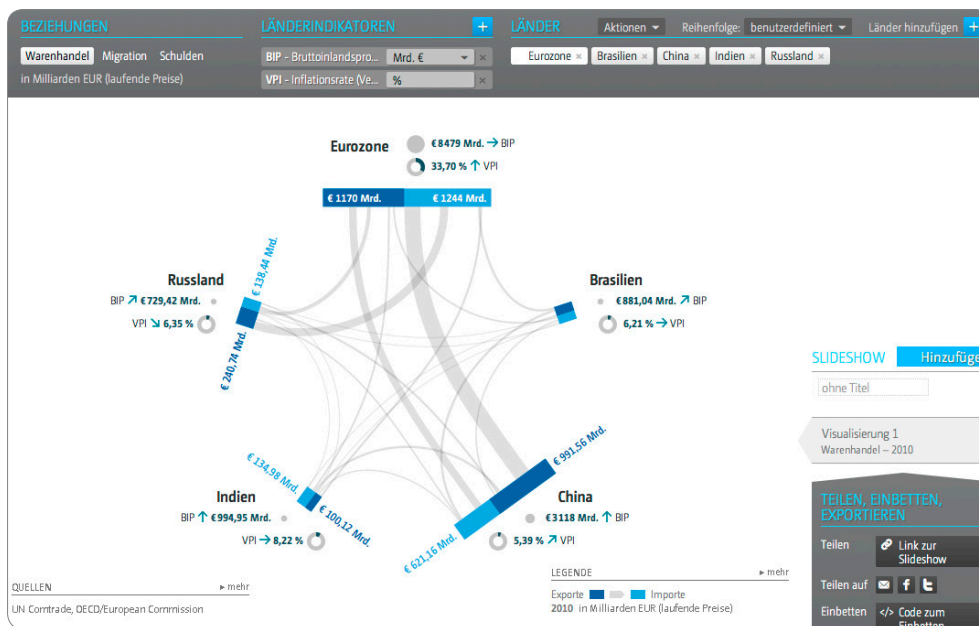 BEZIEHUNGEN
Warenhandel Migration Schulden
in Milliarden EUR (laufende Preise)
LÄNDERINDIKATOREN +
BIP - Bruttoinlandspro... Mrd. € ×
VPI - Inflationsrate (Ve... % ×
LÄNDER Aktionen Reihenfolge: benutzerdefiniert Länder hinzufügen +
Eurozone × Brasilien × China × Indien × Russland ×
Eurozone
€ 8479 Mrd. → BIP
33,70 % ↑ VPI
€ 1170 Mrd. € 1244 Mrd.
Russland
BIP ↗ € 729,42 Mrd.
VPI ↘ 6,35 %
€ 138,44 Mrd.
€ 240,74 Mrd.
Brasilien
€ 881,04 Mrd. ↗ BIP
6,21 % → VPI
Indien
BIP ↑ € 994,95 Mrd.
VPI → 8,22 %
€ 134,98 Mrd.
€ 100,12 Mrd.
China
€ 3118 Mrd. ↑ BIP
5,39 % ↗ VPI
€ 991,56 Mrd.
€ 621,16 Mrd.
SLIDESHOW Hinzufüge
ohne Titel
Visualisierung 1
Warenhandel – 2010
TEILEN, EINBETTEN,
EXPORTIEREN
Teilen Link zur
Slideshow
Teilen auf f t
Einbetten </> Code zum
Einbetten
QUELLEN ▸ mehr
UN Comtrade, OECD/European Commission
LEGENDE ▸ mehr
Exporte Importe
2010 in Milliarden EUR (laufende Preise)